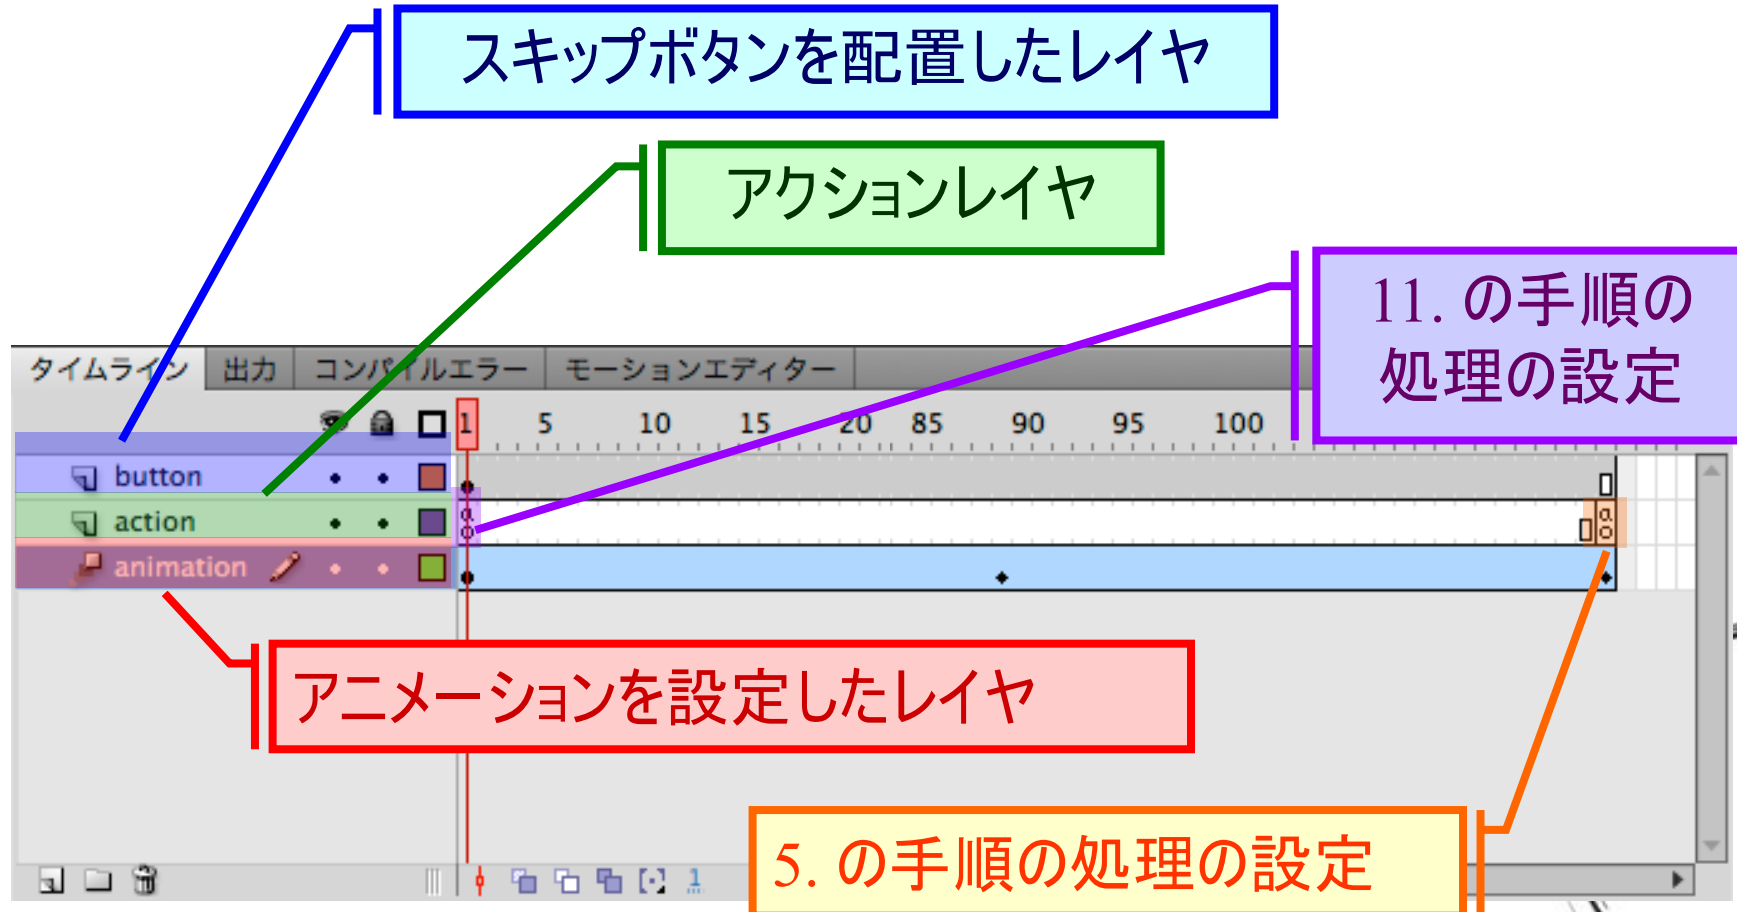 スキップボタンを配置したレイヤ
アクションレイヤ
11. の手順の
処理の設定
タイムライン 出力 コンパイルエラー モーションエディター
1 5 10 15 20 85 90 95 100
button
action
animation
アニメーションを設定したレイヤ
5. の手順の処理の設定
1